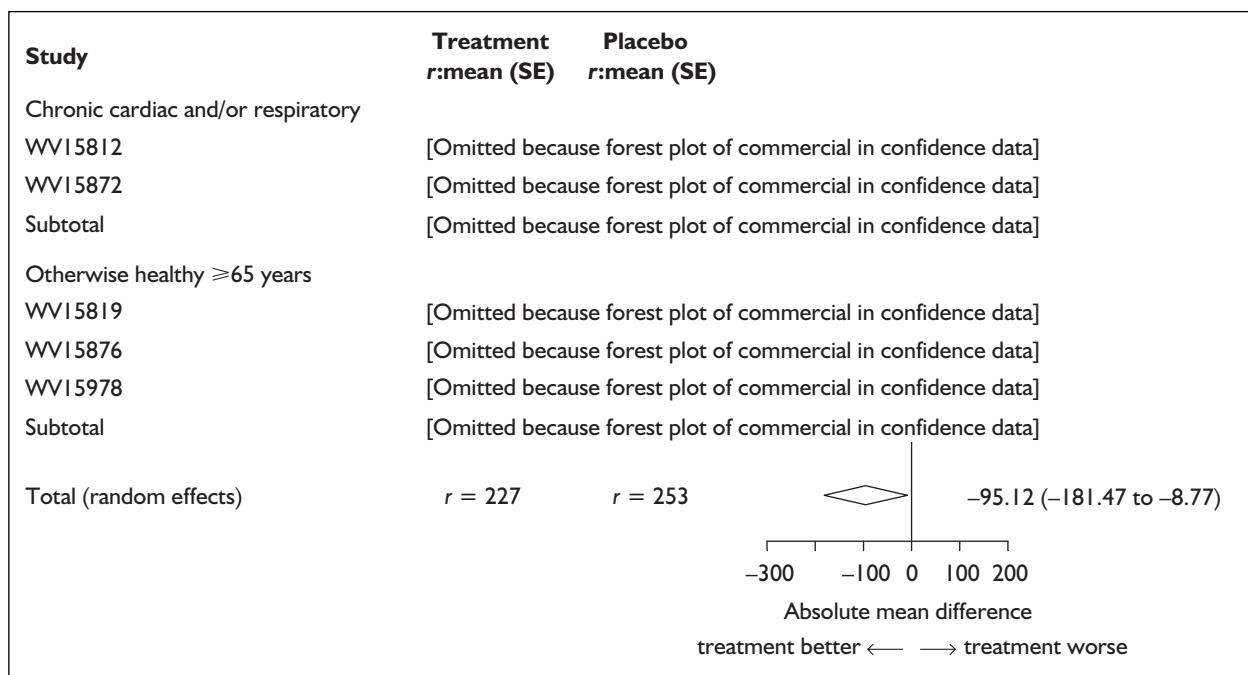 Study Treatment r:mean (SE) Placebo r:mean (SE)
Chronic cardiac and/or respiratory
WV15812 [Omitted because forest plot of commercial in confidence data]
WV15872 [Omitted because forest plot of commercial in confidence data]
Subtotal [Omitted because forest plot of commercial in confidence data]
Otherwise healthy ⩾65 years
WV15819 [Omitted because forest plot of commercial in confidence data]
WV15876 [Omitted because forest plot of commercial in confidence data]
WV15978 [Omitted because forest plot of commercial in confidence data]
Subtotal [Omitted because forest plot of commercial in confidence data]
Total (random effects) r = 227 r = 253 –95.12 (–181.47 to –8.77)
–300 –100 0 100 200
Absolute mean difference
treatment better ← → treatment worse